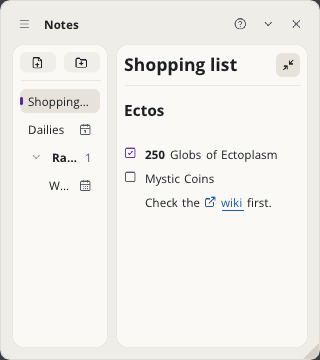 Notes
Shopping...
Dailies
Ra... 1
W...
Shopping list
Ectos
250 Globs of Ectoplasm
Mystic Coins
Check the wiki first.